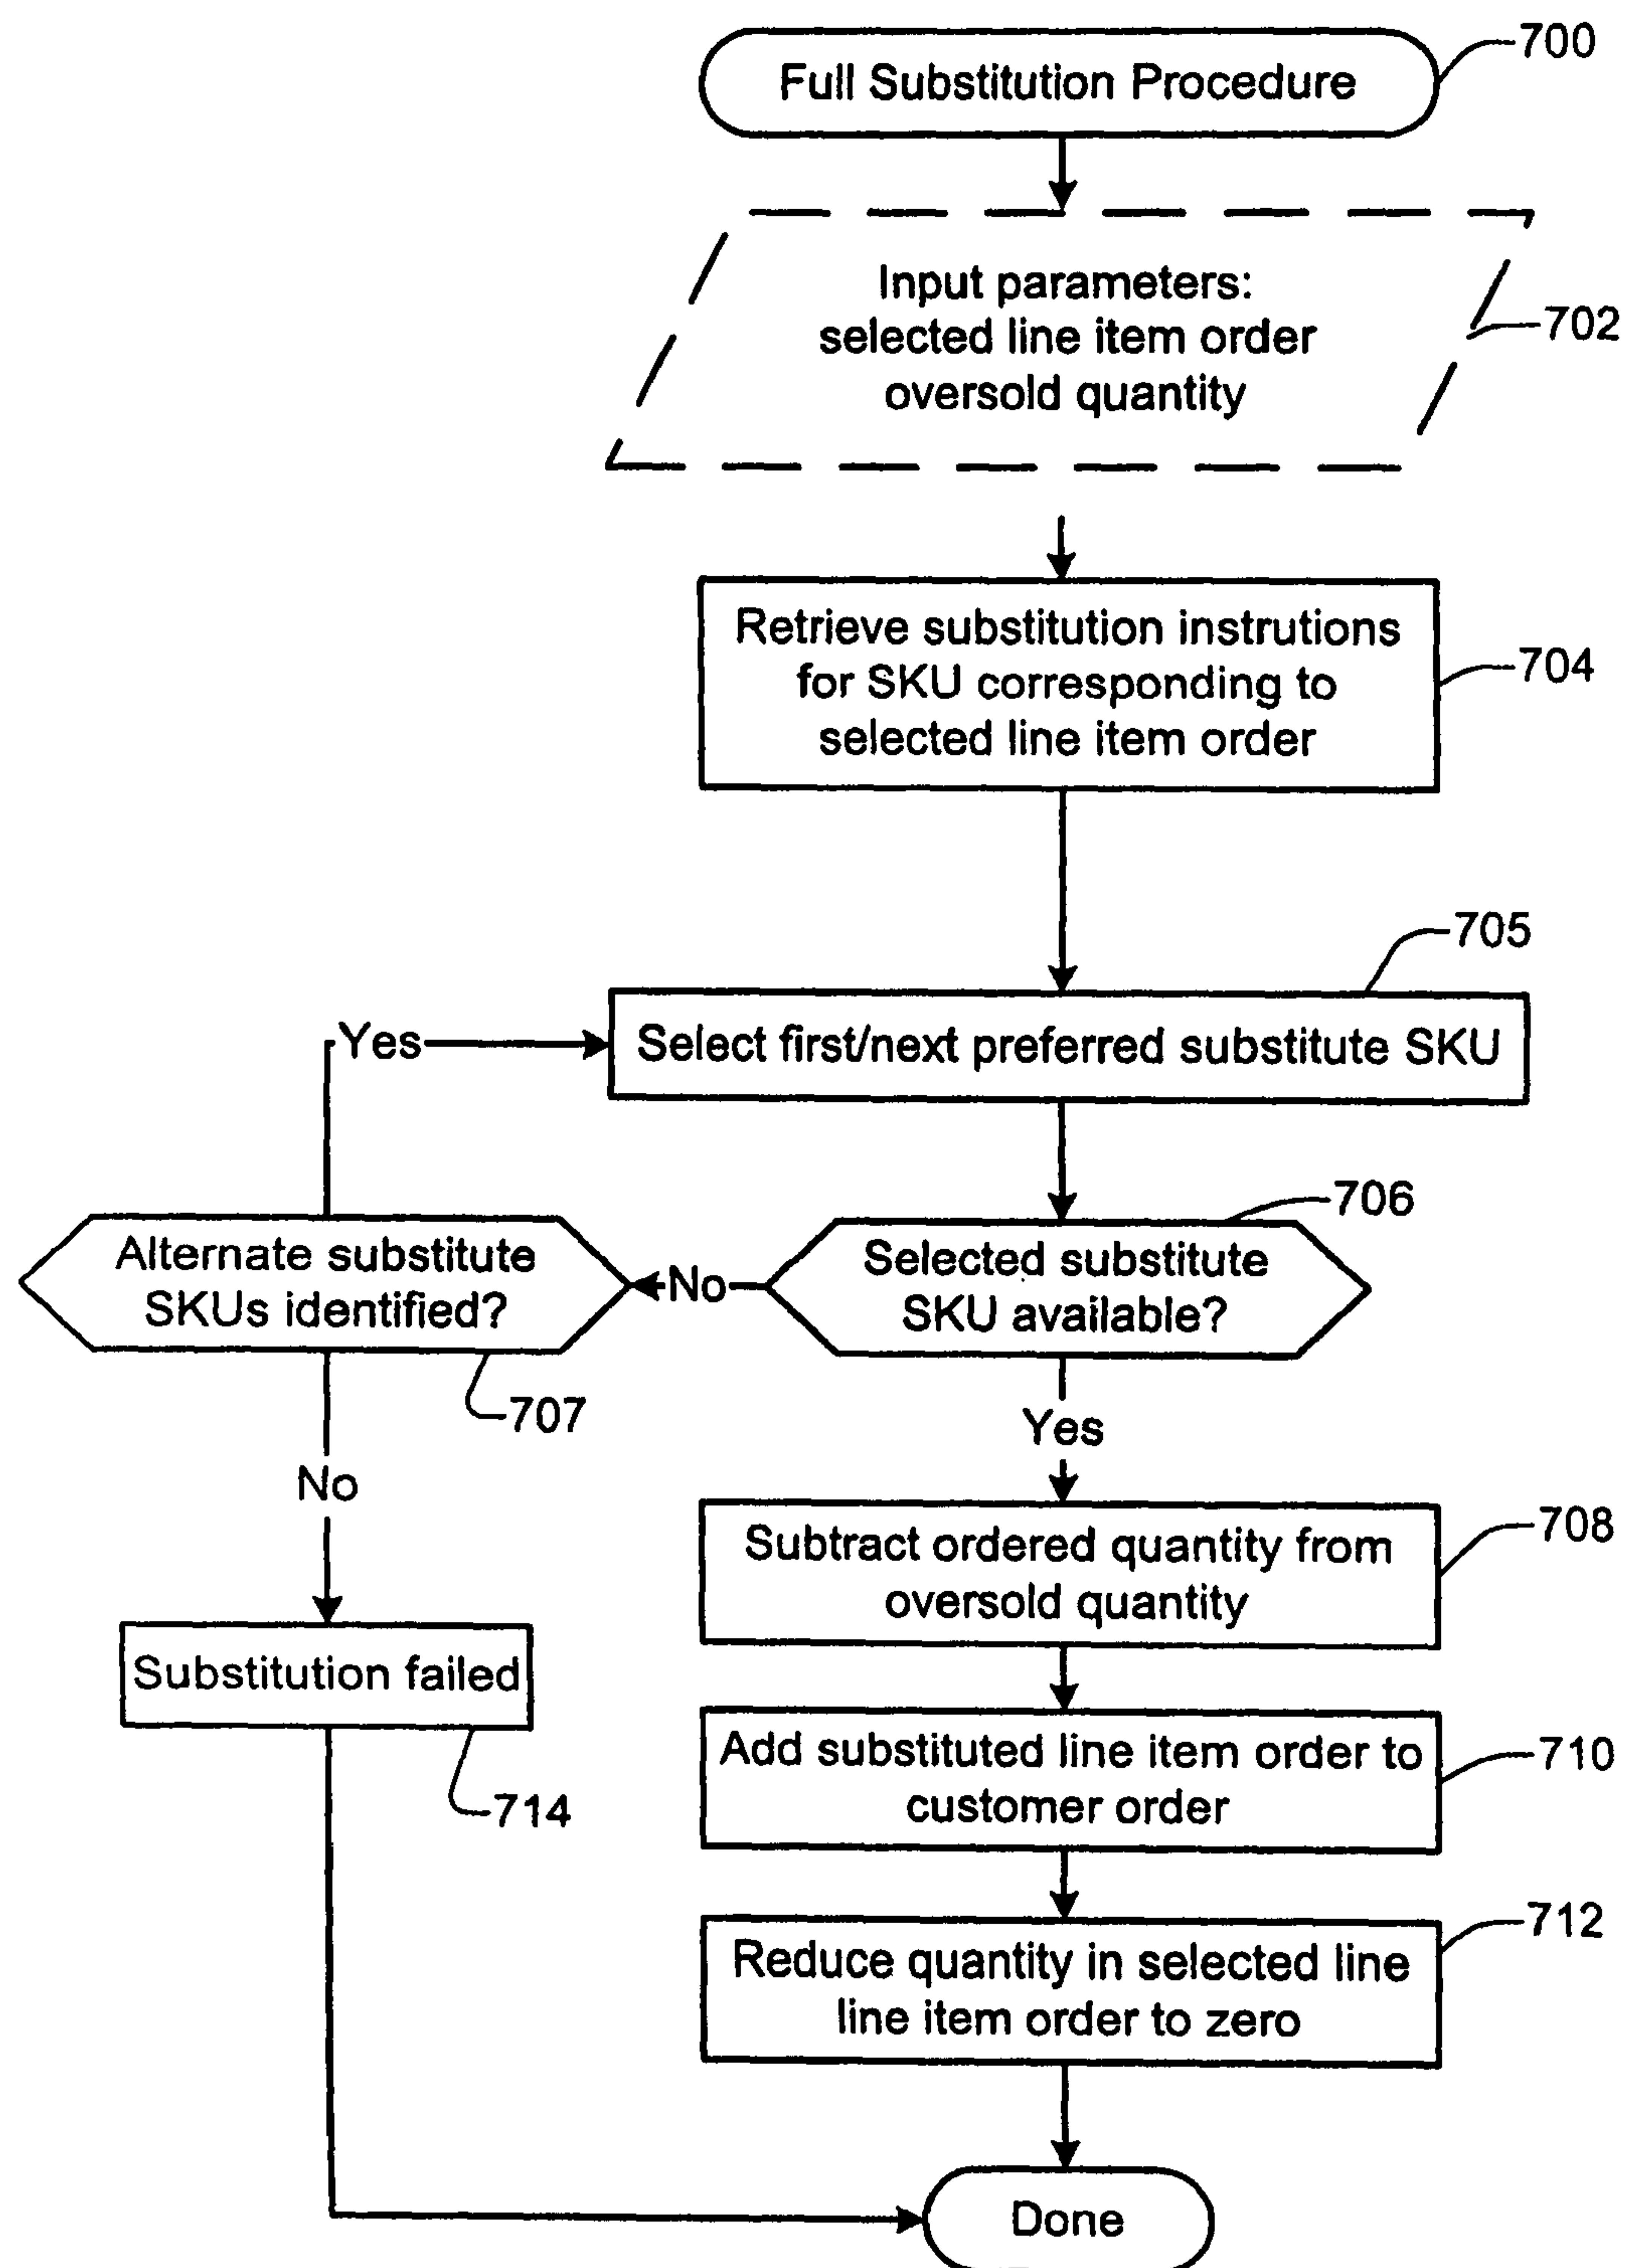 Full Substitution Procedure
700
Input parameters:
selected line item order
oversold quantity
702
Retrieve substitution instrutions
for SKU corresponding to
selected line item order
704
705
Yes
Select first/next preferred substitute SKU
706
Alternate substitute
SKUs identified?
No
Selected substitute
SKU available?
707
Yes
No
Subtract ordered quantity from
oversold quantity
708
Substitution failed
714
Add substituted line item order to
customer order
710
Reduce quantity in selected line
line item order to zero
712
Done